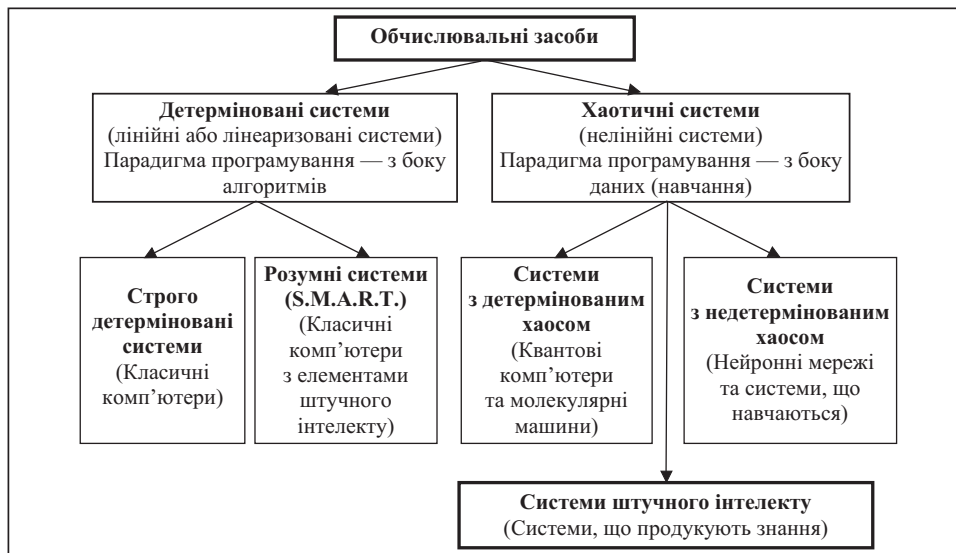 Обчислювальні засоби
Детерміновані системи
(лінійні або лінеаризовані системи)
Парадигма програмування — з боку
алгоритмів
Хаотичні системи
(нелінійні системи)
Парадигма програмування — з боку
даних (навчання)
Строго
детерміновані
системи
(Класичні
комп’ютери)
Розумні системи
(S.M.A.R.T.)
(Класичні
комп’ютери
з елементами
штучного
інтелекту)
Системи
з детермінованим
хаосом
(Квантові
комп’ютери
та молекулярні
машини)
Системи
з недетермінованим
хаосом
(Нейронні мережі
та системи, що
навчаються)
Системи штучного інтелекту
(Системи, що продукують знання)